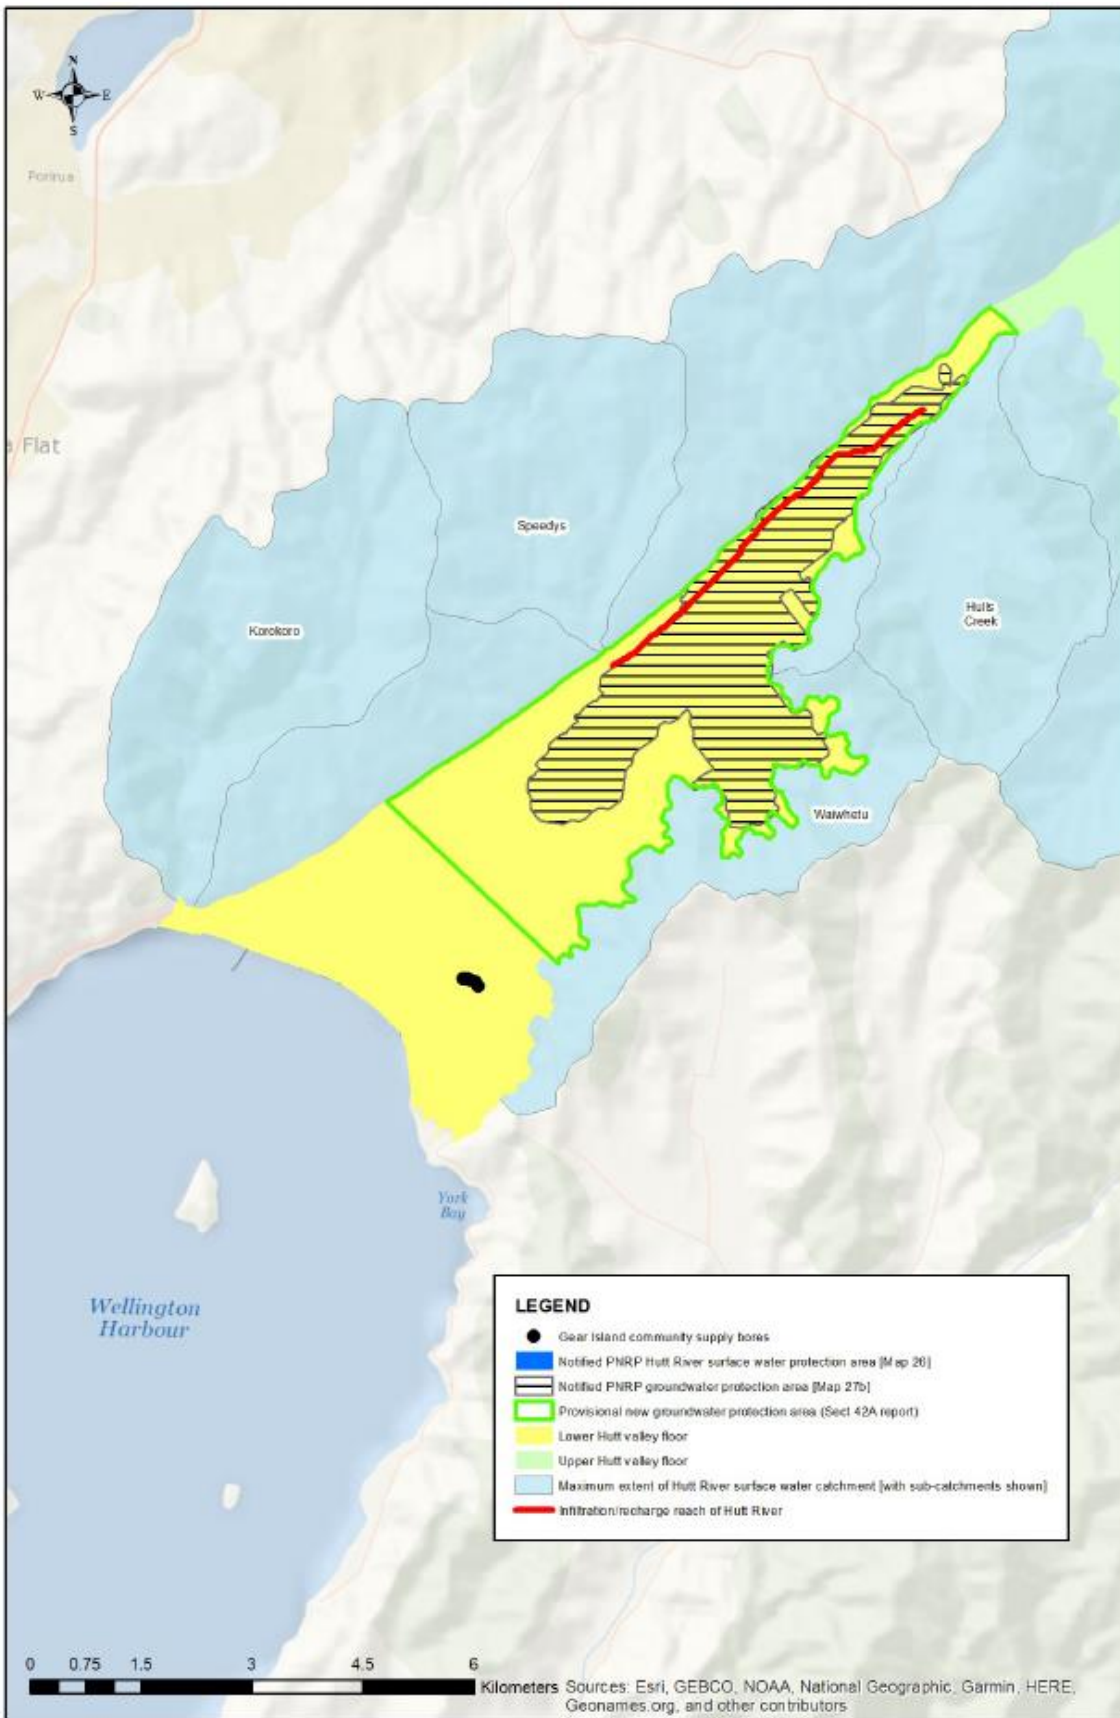 N
W E
S
Porirua
a Flat
Speedys
Korokoro
Hulls
Creek
Waiwhetu
York
Bay
Wellington
Harbour
LEGEND
Gear Island community supply bores
Notified PNRP Hutt River surface water protection area [Map 26]
Notified PNRP groundwater protection area [Map 27b]
Provisional new groundwater protection area (Sect 42A report)
Lower Hutt valley floor
Upper Hutt valley floor
Maximum extent of Hutt River surface water catchment [with sub-catchments shown]
Infiltration/recharge reach of Hutt River
0 0.75 1.5 3 4.5 6
Kilometers
Sources: Esri, GEBCO, NOAA, National Geographic, Garmin, HERE,
Geonames.org, and other contributors